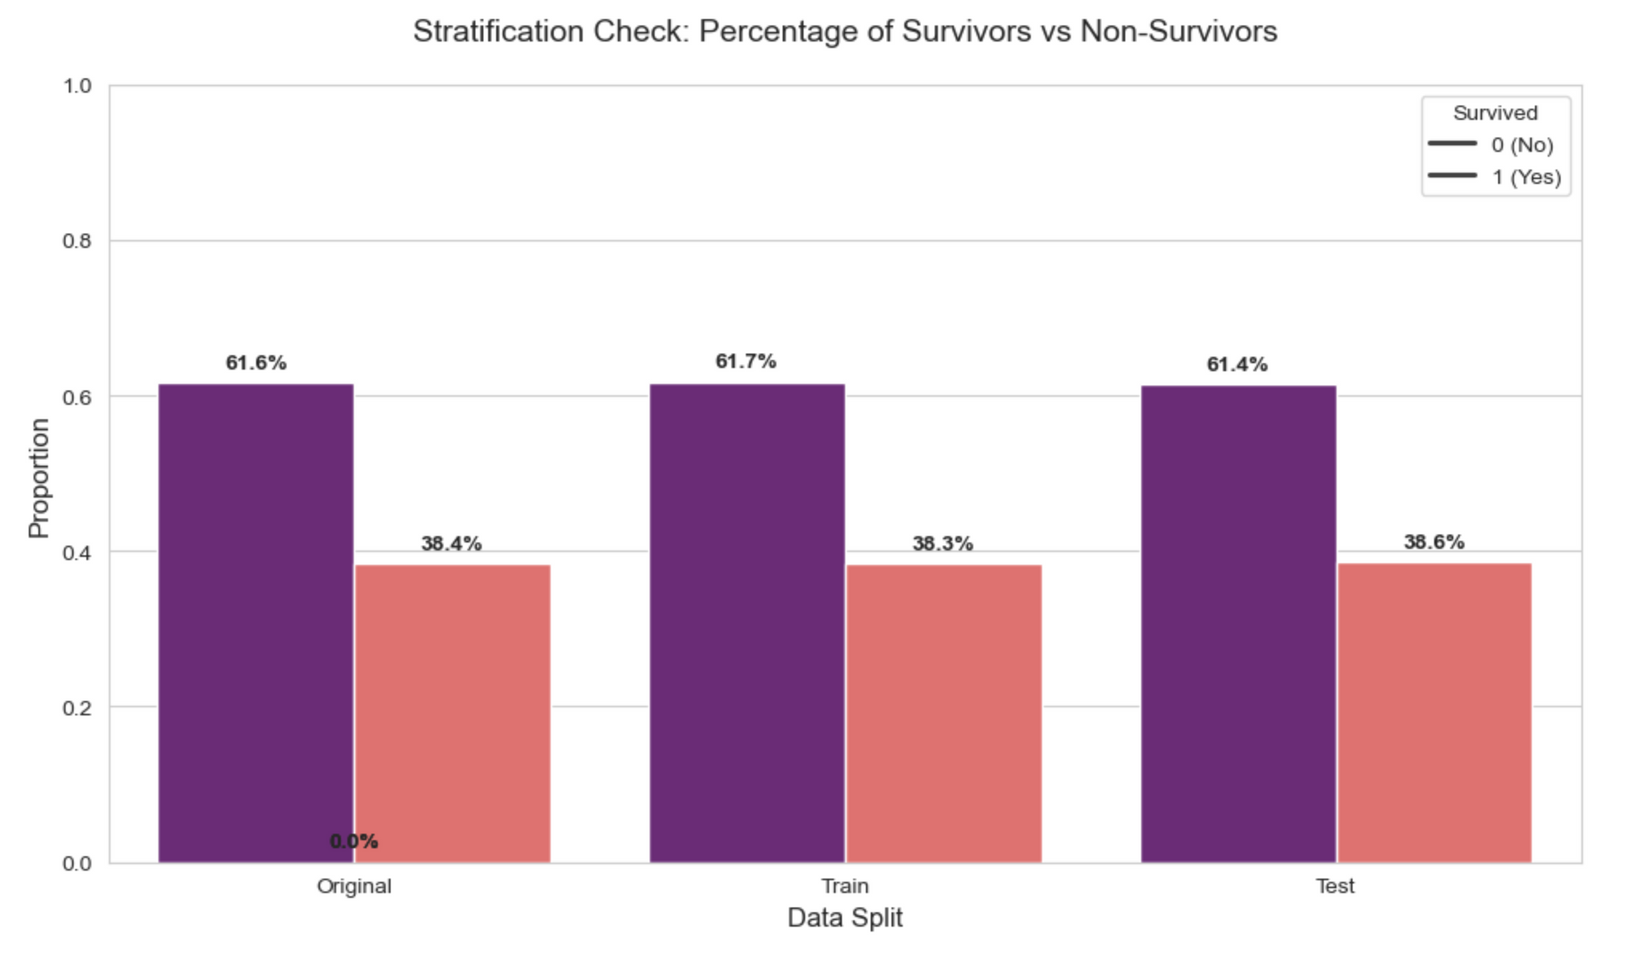 Stratification Check: Percentage of Survivors vs Non-Survivors
1.0
0.8
0.6
0.4
0.2
0.0
Proportion
Survived
0 (No)
1 (Yes)
61.6%
38.4%
61.7%
38.3%
61.4%
38.6%
0.0%
Original
Train
Test
Data Split